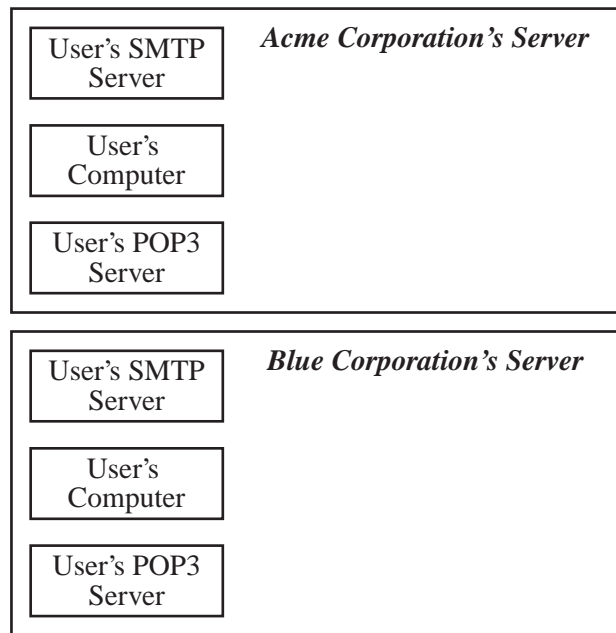 User’s SMTP
Server
Acme Corporation’s Server
User’s
Computer
User’s POP3
Server
User’s SMTP
Server
Blue Corporation’s Server
User’s
Computer
User’s POP3
Server